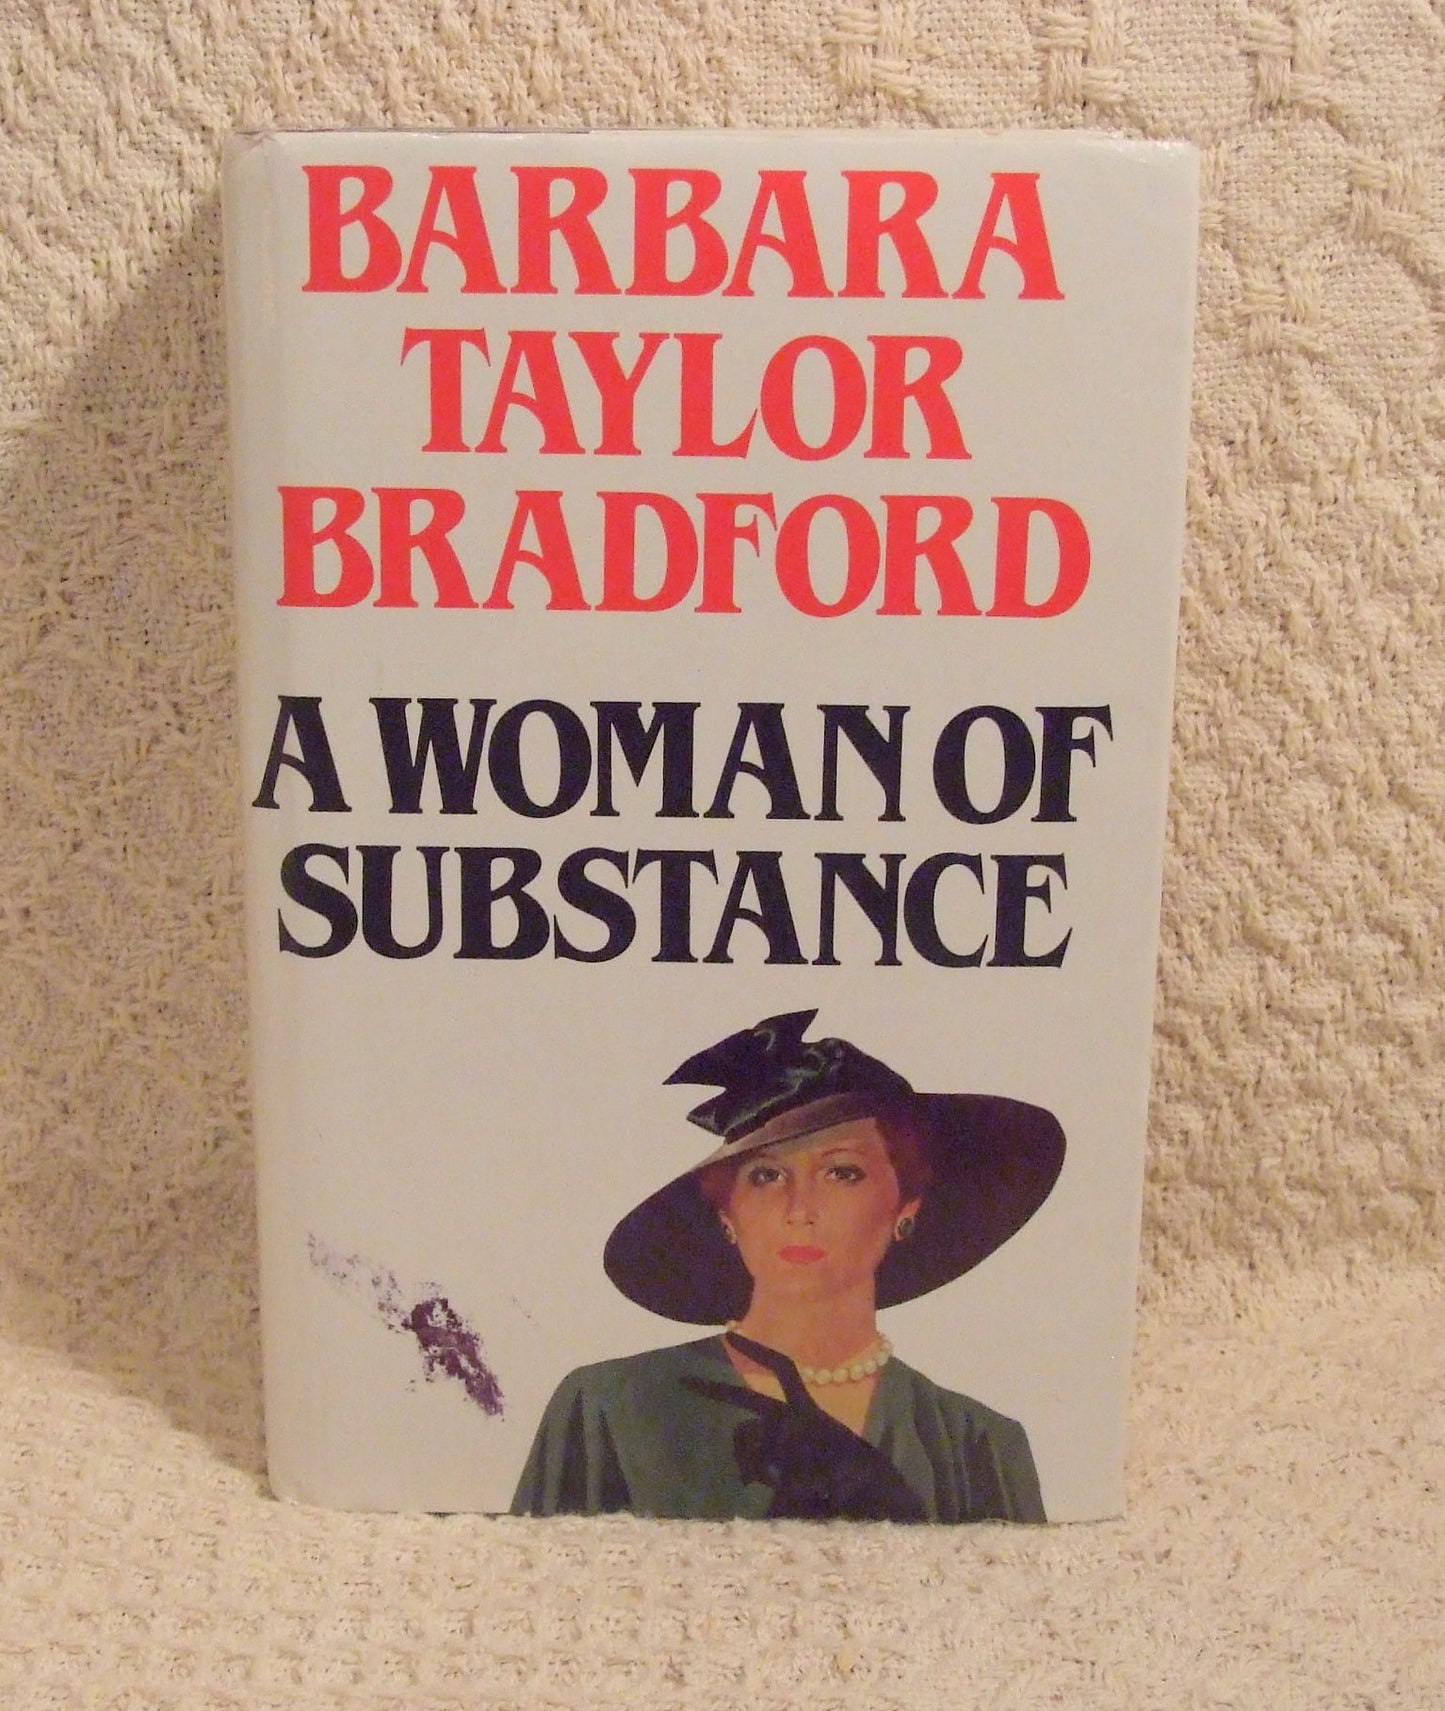 BARBARA
TAYLOR
BRADFORD
A WOMAN OF
SUBSTANCE